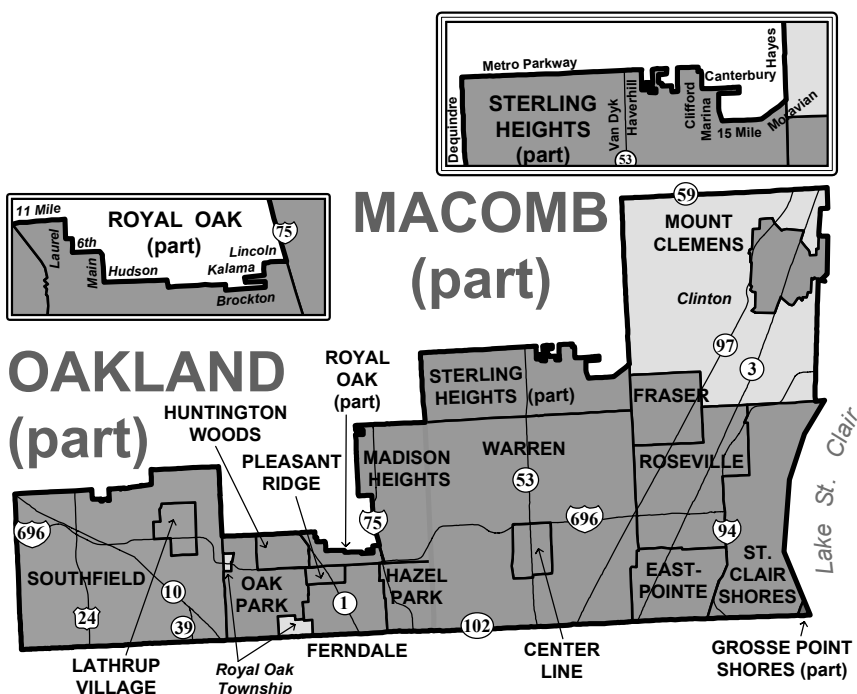 Metro Parkway
Hayes
Canterbury
Dequindre
STERLING
HEIGHTS
(part)
Van Dyk
Haverhill
53
Clifford
Marina
15 Mile
Moravian
11 Mile
ROYAL OAK
(part)
75
Laurel
6th
Main
Hudson
Lincoln
Kalama
Brockton
MACOMB
(part)
59
MOUNT
CLEMENS
Clinton
97
3
OAKLAND
(part)
ROYAL
OAK
(part)
HUNTINGTON
WOODS
PLEASANT
RIDGE
STERLING
HEIGHTS (part)
FRASER
MADISON
HEIGHTS
WARREN
53
ROSEVILLE
Lake St. Clair
75
696
696
94
SOUTHFIELD
10
24
39
OAK
PARK
1
HAZEL
PARK
EAST-
POINTE
ST.
CLAIR
SHORES
102
LATHRUP
VILLAGE
Royal Oak
Township
FERNDALE
CENTER
LINE
GROSSE POINT
SHORES (part)